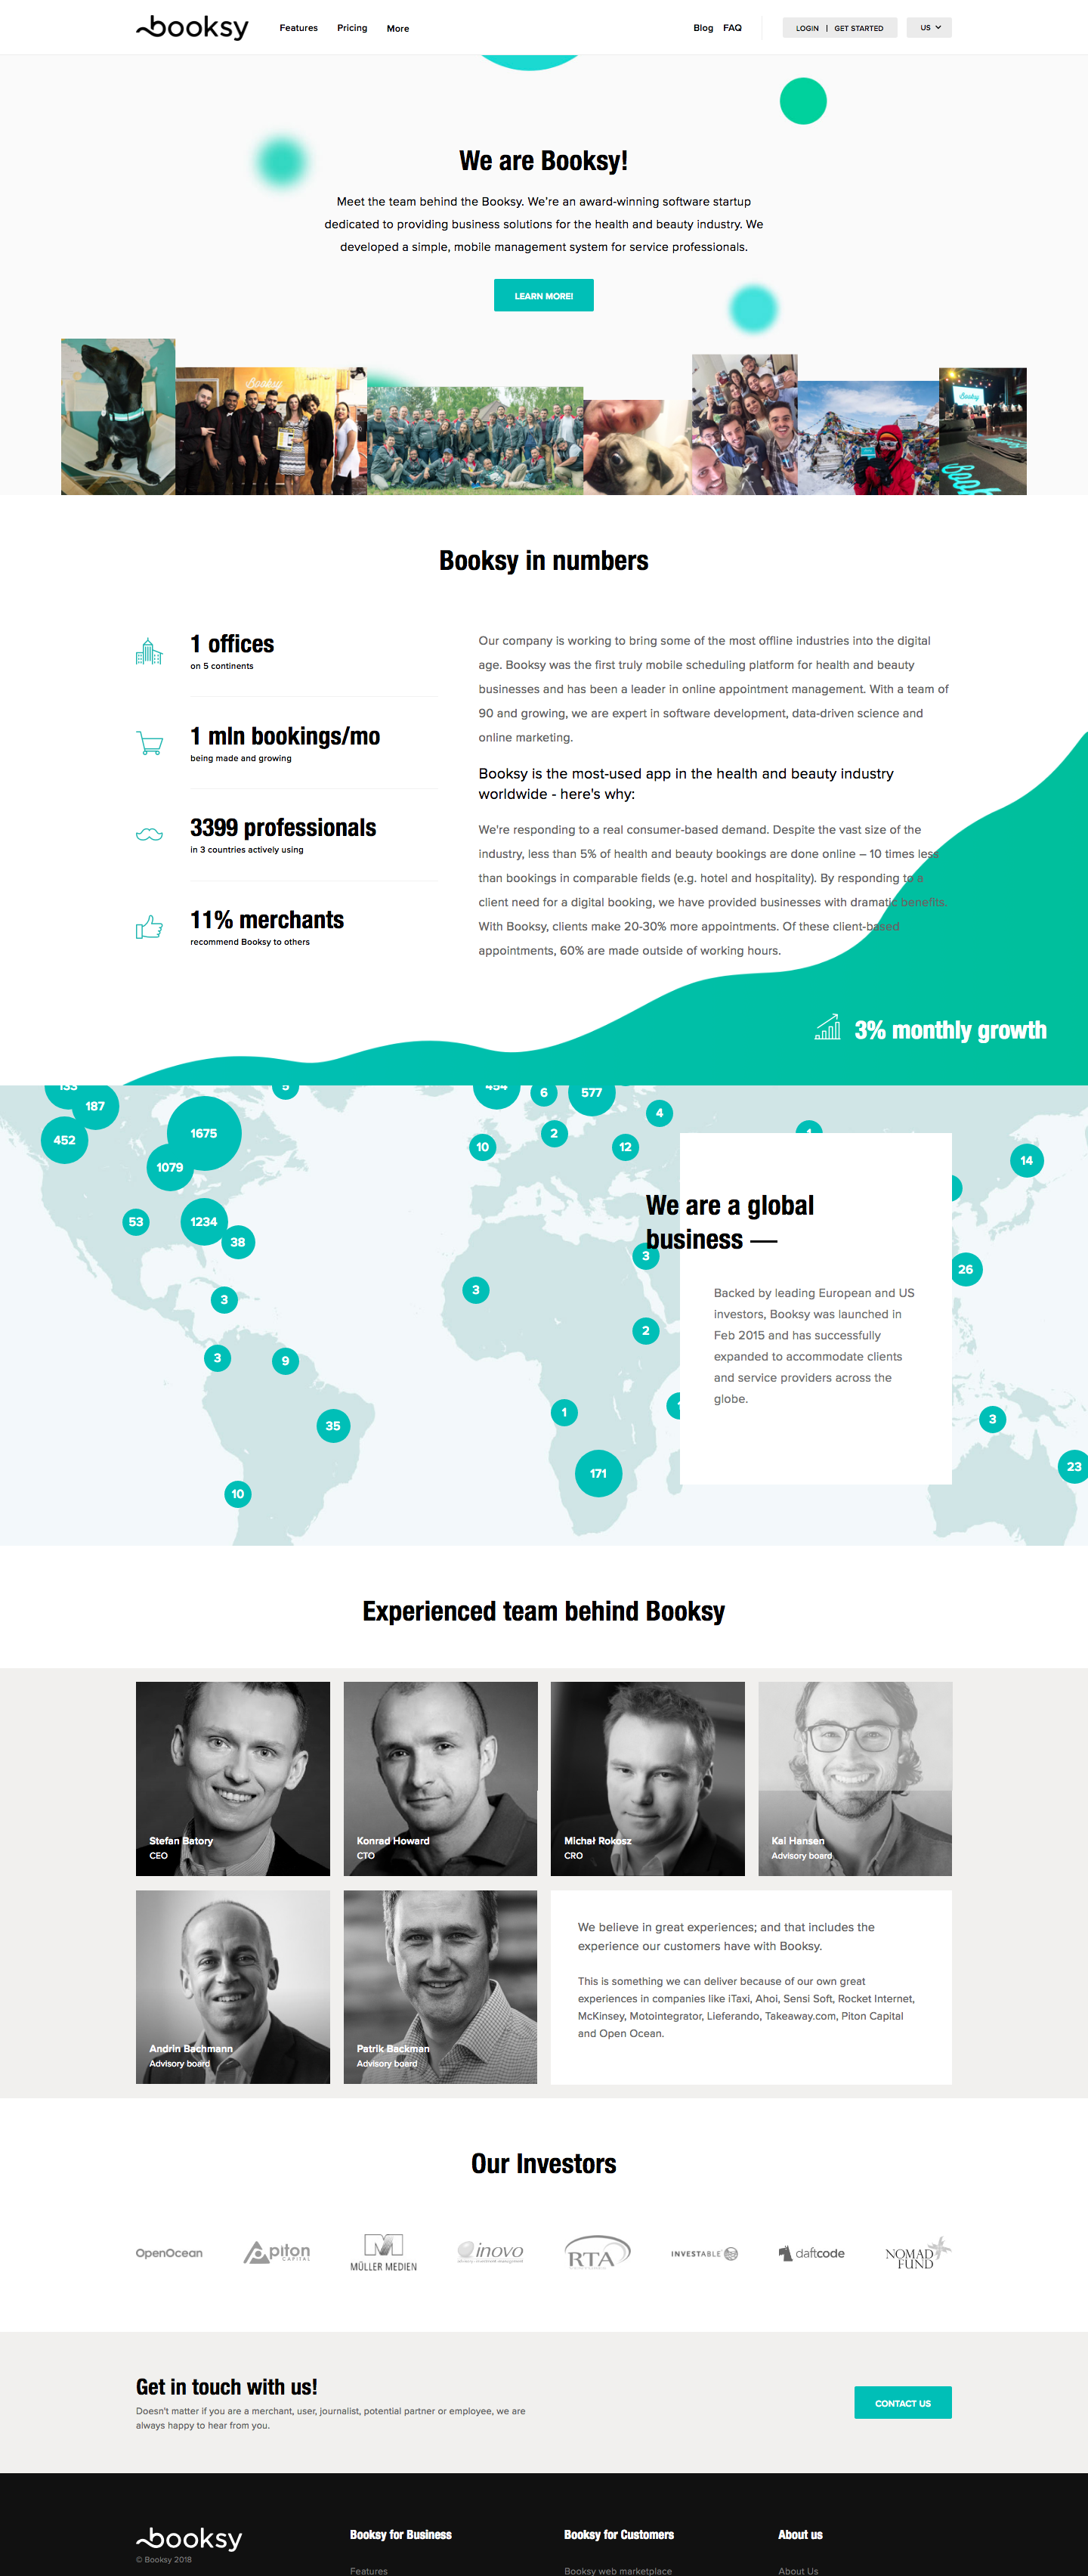 booksy
Features Pricing More
Blog FAQ
LOGIN | GET STARTED
US
We are Booksy!
Meet the team behind the Booksy. We're an award-winning software startup
dedicated to providing business solutions for the health and beauty industry. We
developed a simple, mobile management system for service professionals.
LEARN MORE!
Booksy in numbers
1 offices
on 5 continents
1 mln bookings/mo
being made and growing
3399 professionals
in 3 countries actively using
11% merchants
recommend Booksy to others
Our company is working to bring some of the most offline industries into the digital
age. Booksy was the first truly mobile scheduling platform for health and beauty
businesses and has been a leader in online appointment management. With a team of
90 and growing, we are expert in software development, data-driven science and
online marketing.
Booksy is the most-used app in the health and beauty industry
worldwide - here's why:
We're responding to a real consumer-based demand. Despite the vast size of the
industry, less than 5% of health and beauty bookings are done online – 10 times less
than bookings in comparable fields (e.g. hotel and hospitality). By responding to a
client need for a digital booking, we have provided businesses with dramatic benefits.
With Booksy, clients make 20-30% more appointments. Of these client-based
appointments, 60% are made outside of working hours.
3% monthly growth
133
187
452
1675
1079
53
1234
38
3
3
9
35
10
5
454
6
577
4
2
10
12
3
3
2
1
171
14
26
3
23
We are a global
business —
Backed by leading European and US
investors, Booksy was launched in
Feb 2015 and has successfully
expanded to accommodate clients
and service providers across the
globe.
Experienced team behind Booksy
Stefan Batory
CEO
Konrad Howard
CTO
Michał Rokosz
CRO
Kai Hansen
Advisory board
Andrin Bachmann
Advisory board
Patrik Backman
Advisory board
We believe in great experiences; and that includes the
experience our customers have with Booksy.
This is something we can deliver because of our own great
experiences in companies like iTaxi, Ahoi, Sensi Soft, Rocket Internet,
McKinsey, Motointegrator, Lieferando, Takeaway.com, Piton Capital
and Open Ocean.
Our Investors
OpenOcean
piton
CAPITAL
MÜLLER MEDIEN
inovo
RTA
INVESTABLE
daftcode
NOMAD
FUND
Get in touch with us!
Doesn't matter if you are a merchant, user, journalist, potential partner or employee, we are
always happy to hear from you.
CONTACT US
booksy
© Booksy 2018
Booksy for Business
Features
Booksy for Customers
Booksy web marketplace
About us
About Us